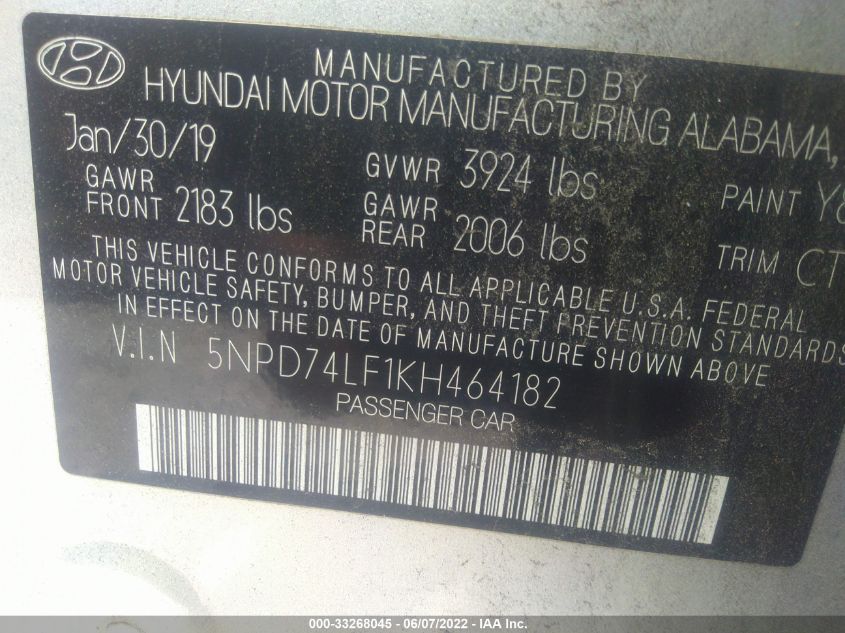 MANUFACTURED BY
HYUNDAI MOTOR MANUFACTURING ALABAMA,
Jan/30/19 GVWR 3924 lbs PAINT Y8
GAWR FRONT 2183 lbs GAWR REAR 2006 lbs TRIM CT
THIS VEHICLE CONFORMS TO ALL APPLICABLE U.S.A. FEDERAL
MOTOR VEHICLE SAFETY, BUMPER, AND THEFT PREVENTION STANDARDS
IN EFFECT ON THE DATE OF MANUFACTURE SHOWN ABOVE
V.I.N 5NPD74LF1KH464182
PASSENGER CAR
000-33268045 - 06/07/2022 - IAA Inc.